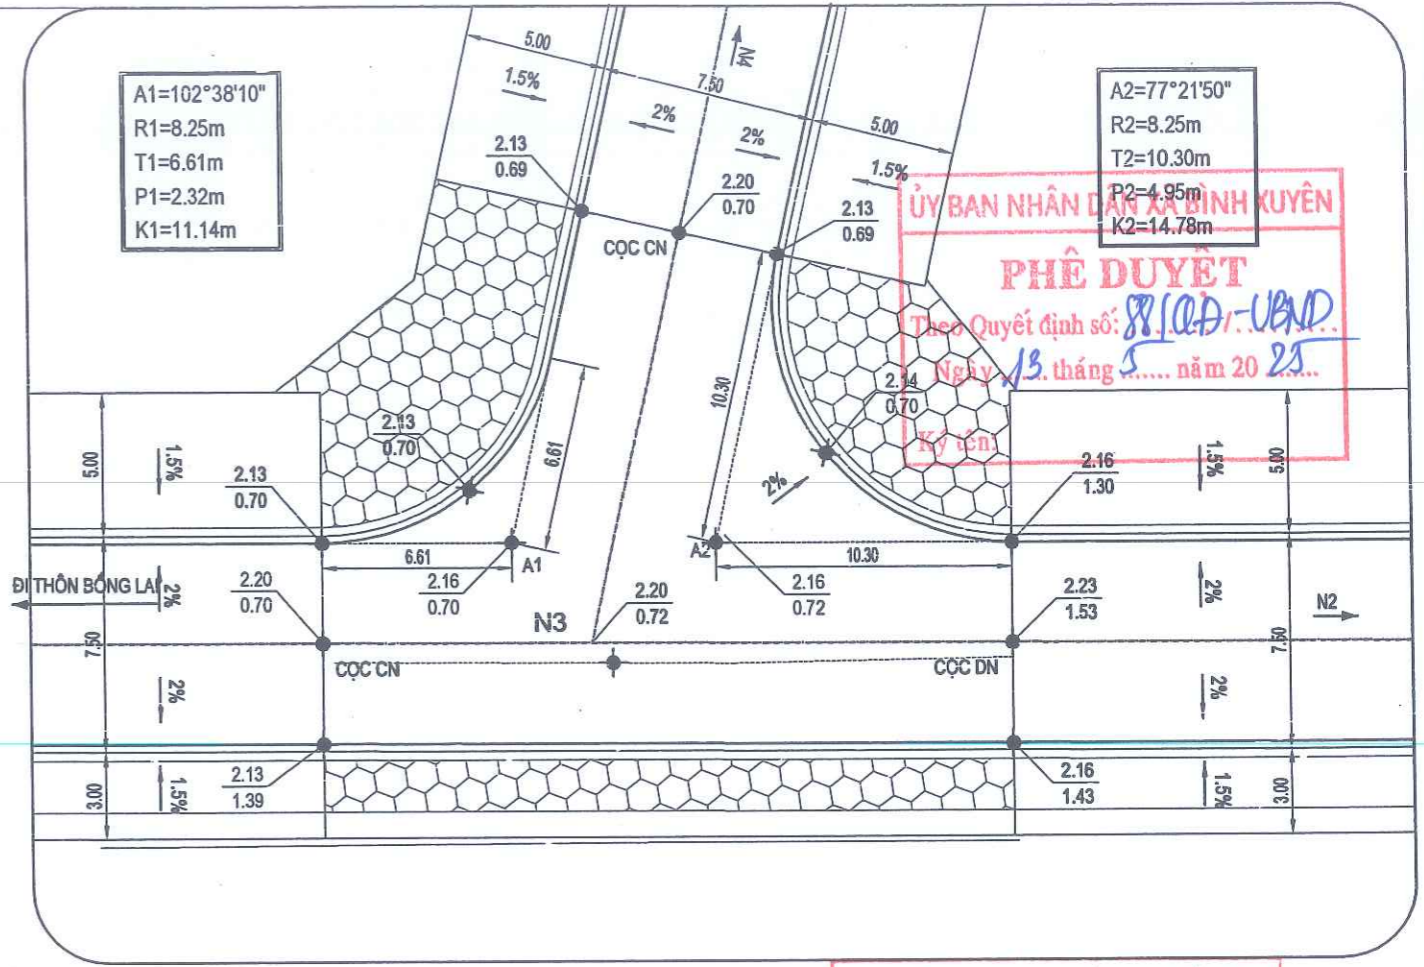 5.00
N4
1.5%
7.50
A1=102°38'10"
R1=8.25m
T1=6.61m
P1=2.32m
K1=11.14m
A2=77°21'50"
R2=8.25m
T2=10.30m
P2=4.95m
K2=14.78m
2%
2%
5.00
1.5%
2.13
0.69
2.20
0.70
2.13
0.69
CỌC CN
ỦY BAN NHÂN DÂN XÃ BÌNH XUYÊN
PHÊ DUYỆT
Theo Quyết định số: 88/QĐ-UBND
Ngày 13 tháng 5 năm 20 25
Ký tên:
10.30
2.14
0.70
2.13
0.70
6.61
5.00
1.5%
2.13
0.70
2%
2.16
1.30
1.5%
5.00
6.61
A1
A2
10.30
ĐI THÔN BỒNG LAI
2%
2.20
0.70
2.16
0.70
N3
2.20
0.72
2.16
0.72
2.23
1.53
2%
N2
7.50
7.50
CỌC CN
CỌC DN
2%
2%
3.00
1.5%
2.13
1.39
2.16
1.43
1.5%
3.00